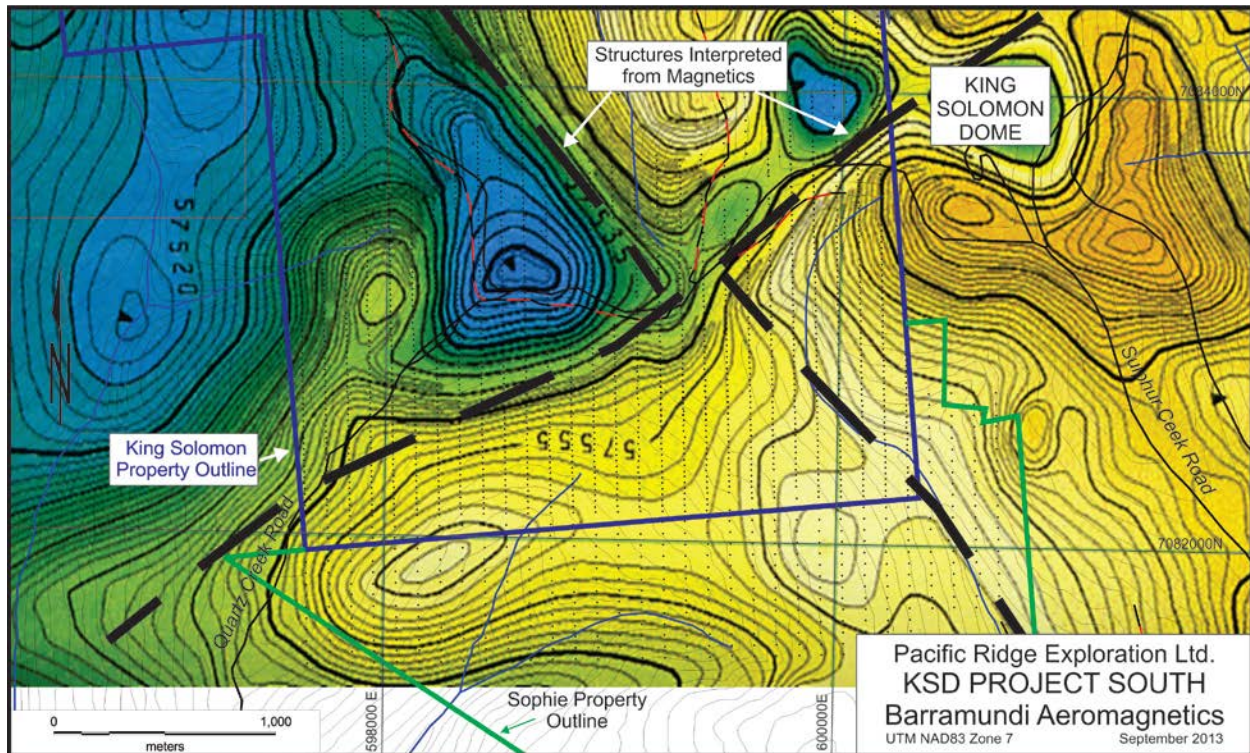 Structures Interpreted
from Magnetics
KING
SOLOMON
DOME
7084000N
57520
57555
57555
King Solomon
Property Outline
Quartz Creek Road
Sulphur Ceek Road
7082000N
N
0 1,000
meters
598000 E
600000E
Sophie Property
Outline
Pacific Ridge Exploration Ltd.
KSD PROJECT SOUTH
Barramundi Aeromagnetics
UTM NAD83 Zone 7 September 2013